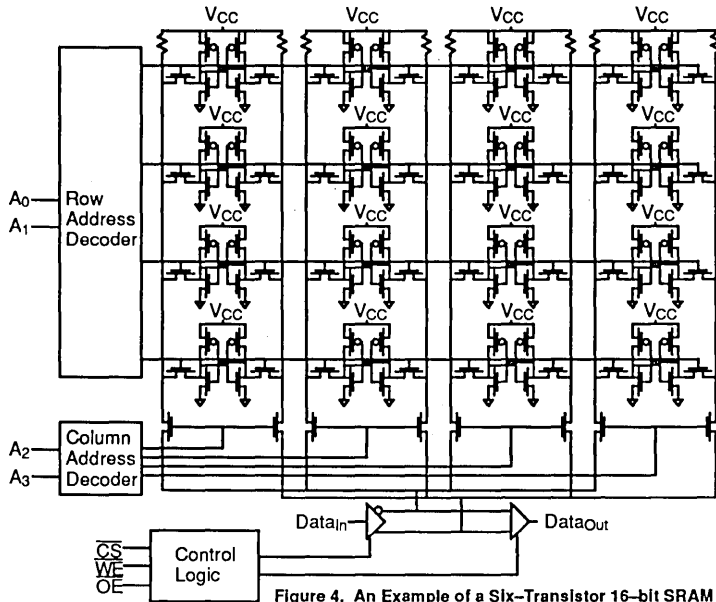 VCC VCC VCC VCC
VCC VCC VCC VCC
VCC VCC VCC VCC
VCC VCC VCC VCC
A0
A1
Row
Address
Decoder
A2
A3
Column
Address
Decoder
DataIn
DataOut
CS
WE
OE
Control
Logic
Figure 4. An Example of a Six–Transistor 16–bit SRAM